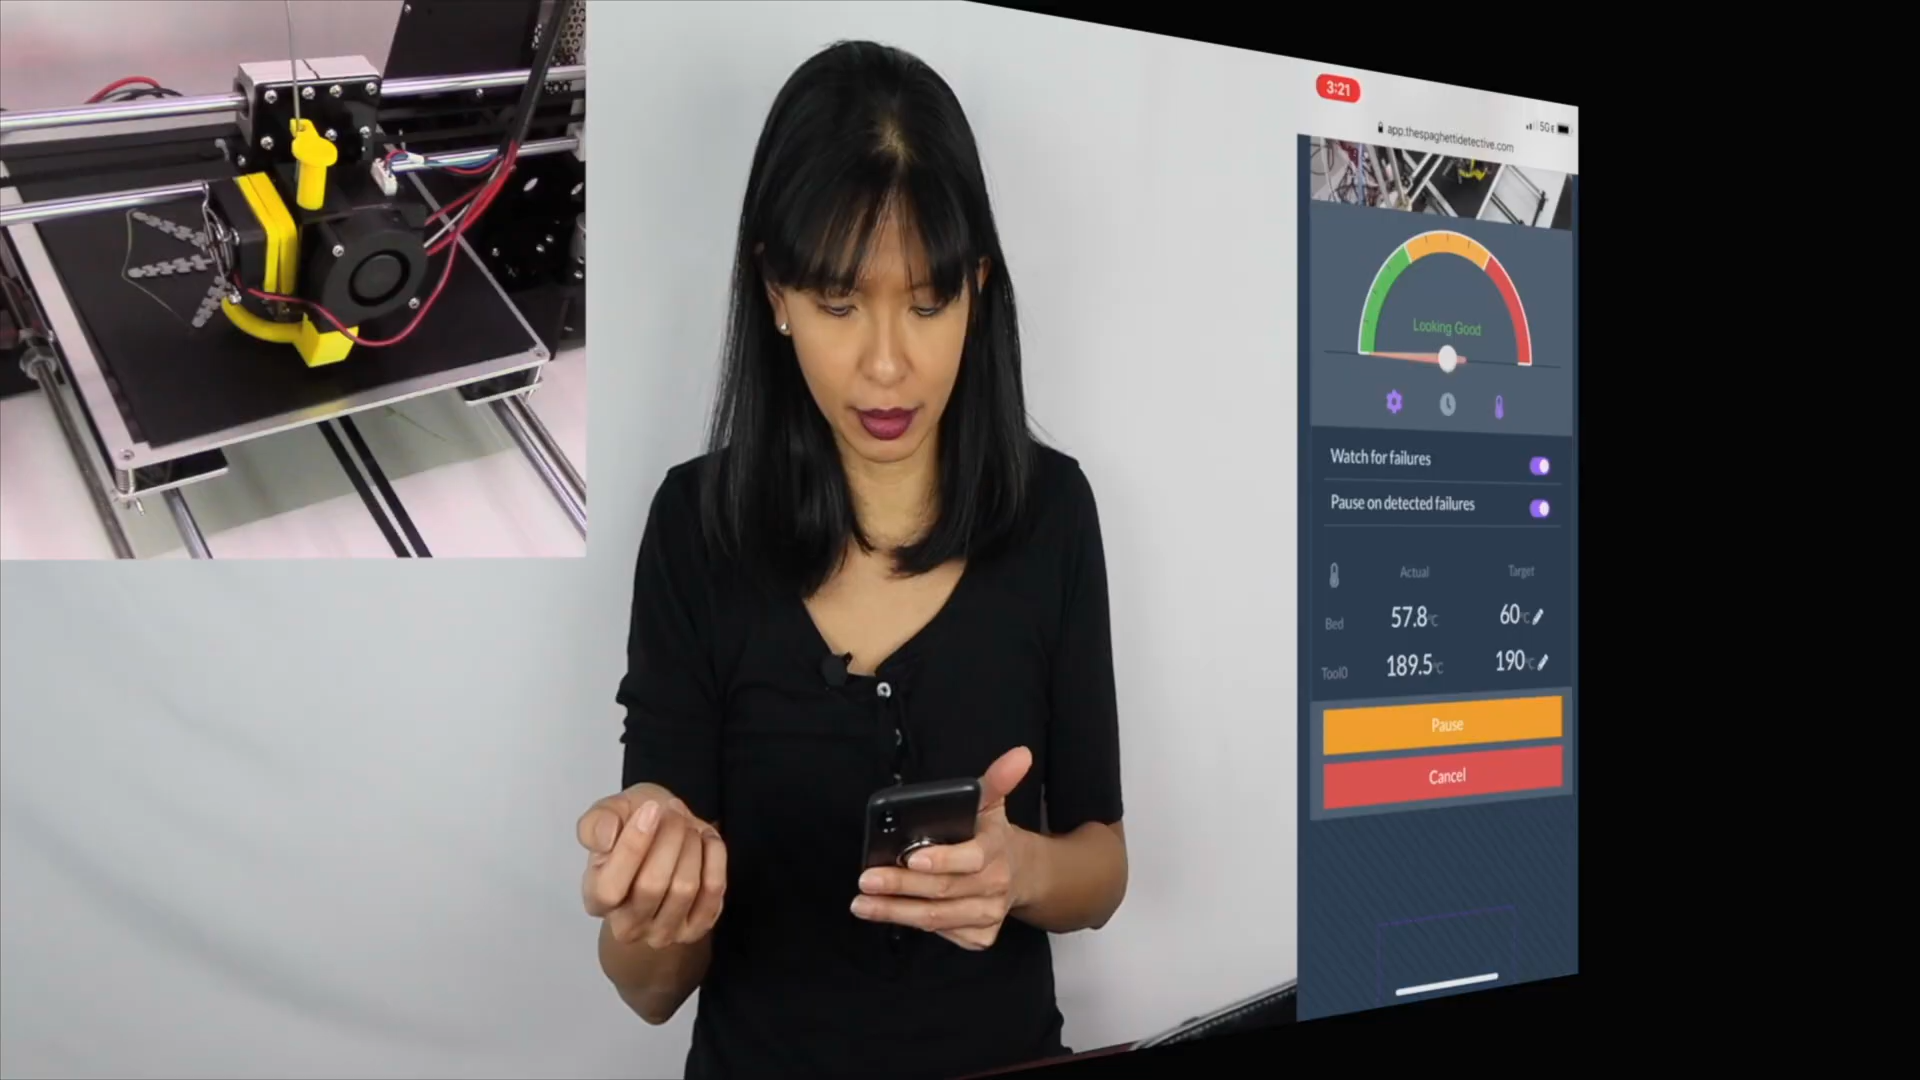 3:21
5GE
app.thespaghettidetective.com
Looking Good
Watch for failures
Pause on detected failures
Actual Target
Bed 57.8°C 60°C
Tool0 189.5°C 190°C
Pause
Cancel